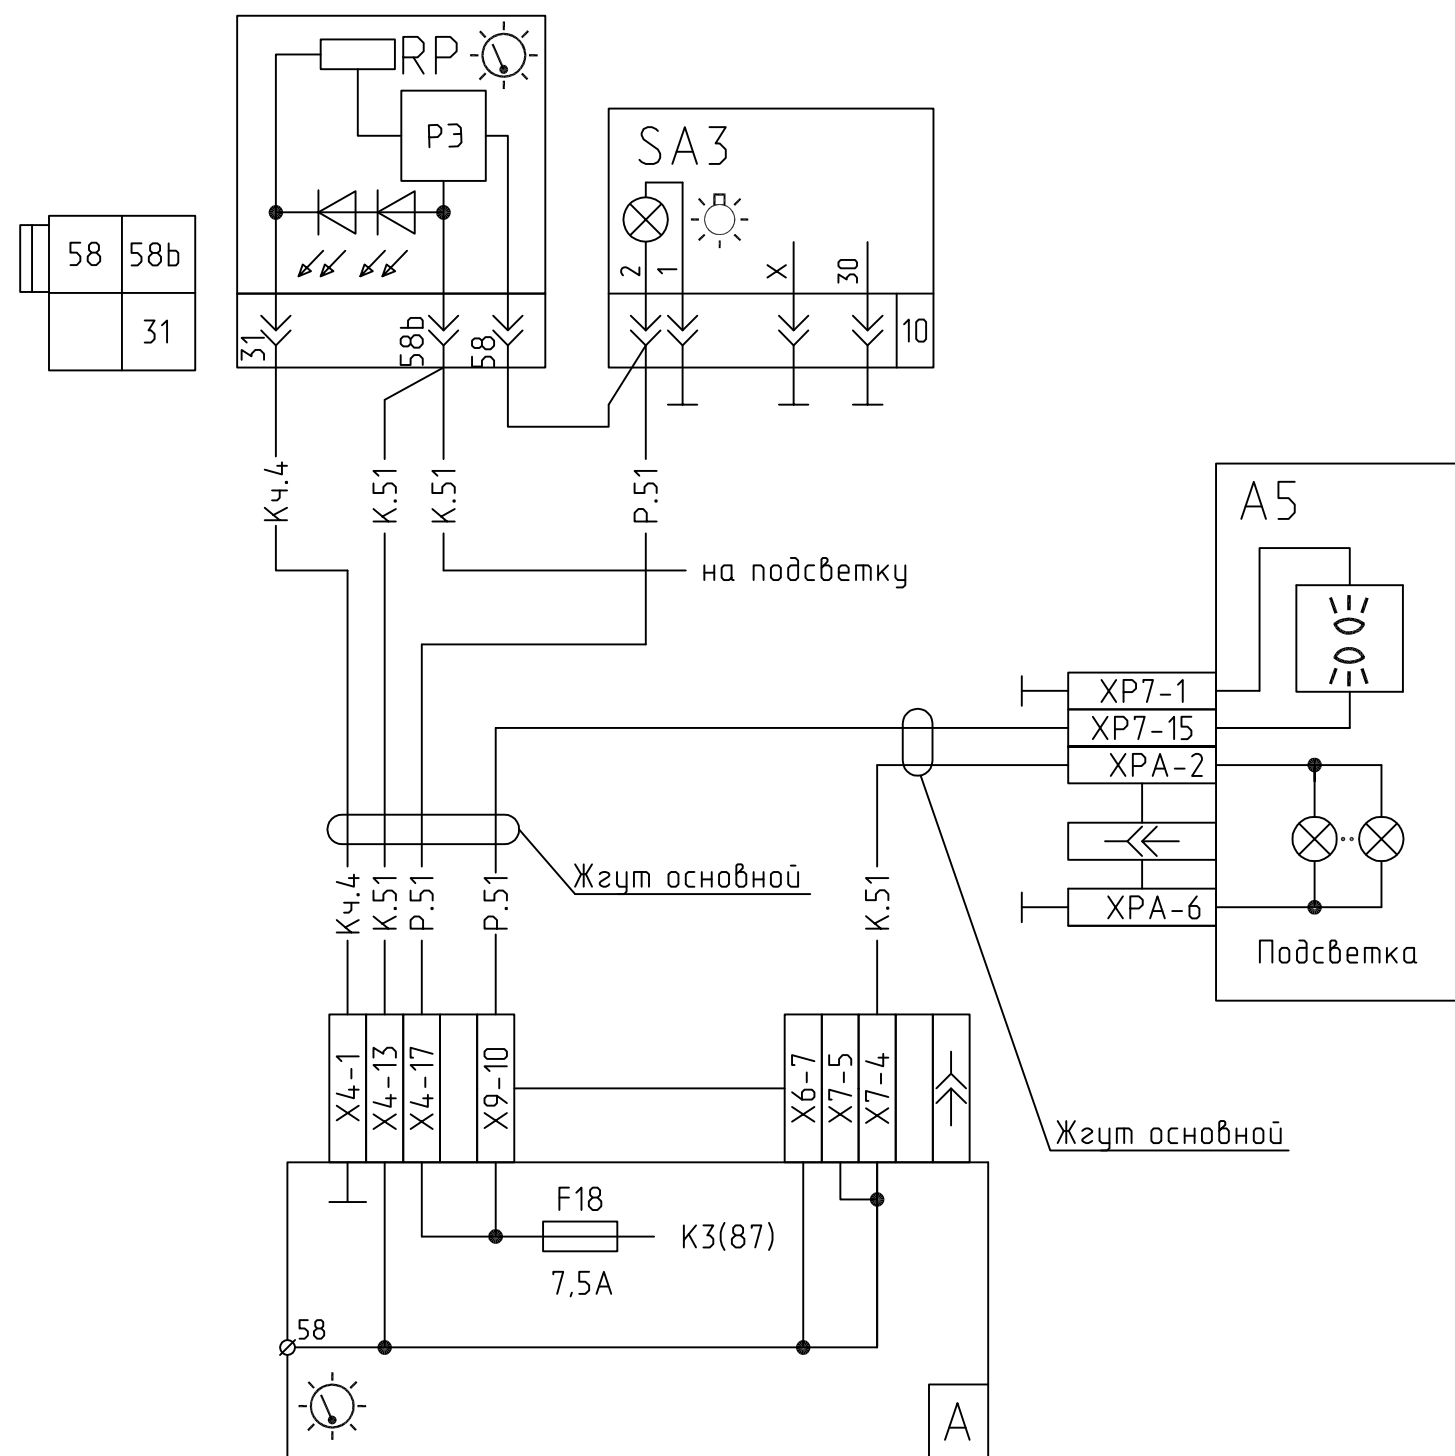 RP
РЭ
SA3
58
58b
31
2
1
X
30
31
58b
58
10
Кч.4
К.51
К.51
Р.51
на подсветку
A5
XP7-1
XP7-15
XPA-2
XPA-6
Подсветка
Жгут основной
Кч.4
К.51
Р.51
Р.51
К.51
X4-1
X4-13
X4-17
X9-10
X6-7
X7-5
X7-4
Жгут основной
F18
К3(87)
7,5А
58
A